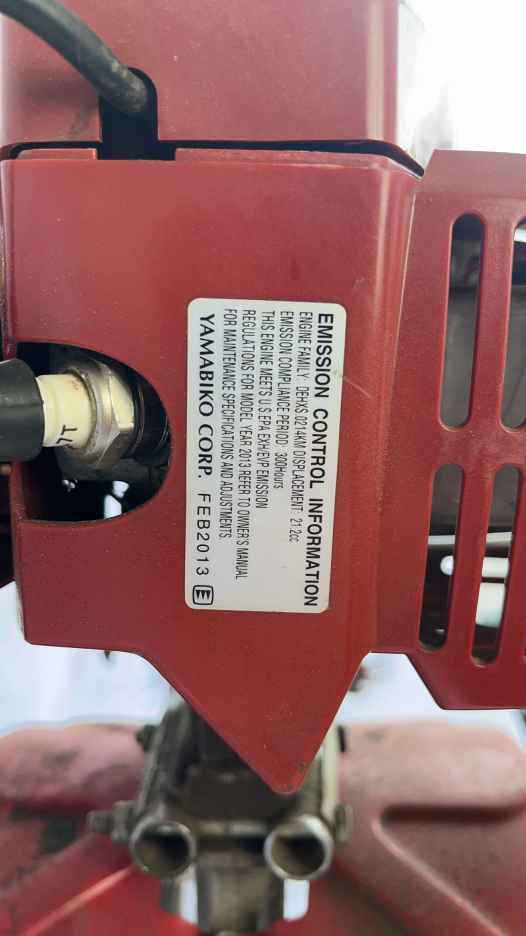 EMISSION CONTROL INFORMATION
ENGINE FAMILY: DEHXS.0214KM DISPLACEMENT: 21.2cc
EMISSION COMPLIANCE PERIOD: 300Hours
THIS ENGINE MEETS U.S.EPA EXH/EVP EMISSION
REGULATIONS FOR MODEL YEAR 2013 REFER TO OWNER'S MANUAL
FOR MAINTENANCE SPECIFICATIONS AND ADJUSTMENTS.
YAMABIKO CORP. FEB2013 E